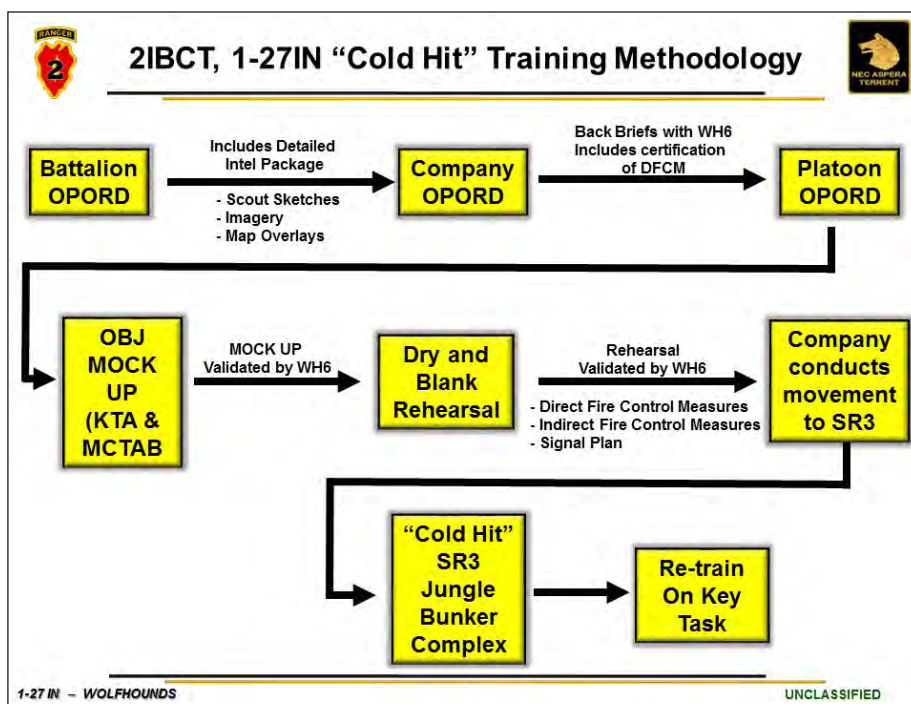 RANGER
2
2IBCT, 1-27IN “Cold Hit” Training Methodology
NEC ASPERA
TERRENT
Battalion
OPORD
Includes Detailed
Intel Package
- Scout Sketches
- Imagery
- Map Overlays
Company
OPORD
Back Briefs with WH6
Includes certification
of DFCM
Platoon
OPORD
OBJ
MOCK
UP
(KTA &
MCTAB
MOCK UP
Validated by WH6
Dry and
Blank
Rehearsal
Rehearsal
Validated by WH6
- Direct Fire Control Measures
- Indirect Fire Control Measures
- Signal Plan
Company
conducts
movement
to SR3
“Cold Hit”
SR3
Jungle
Bunker
Complex
Re-train
On Key
Task
1-27 IN – WOLFHOUNDS
UNCLASSIFIED